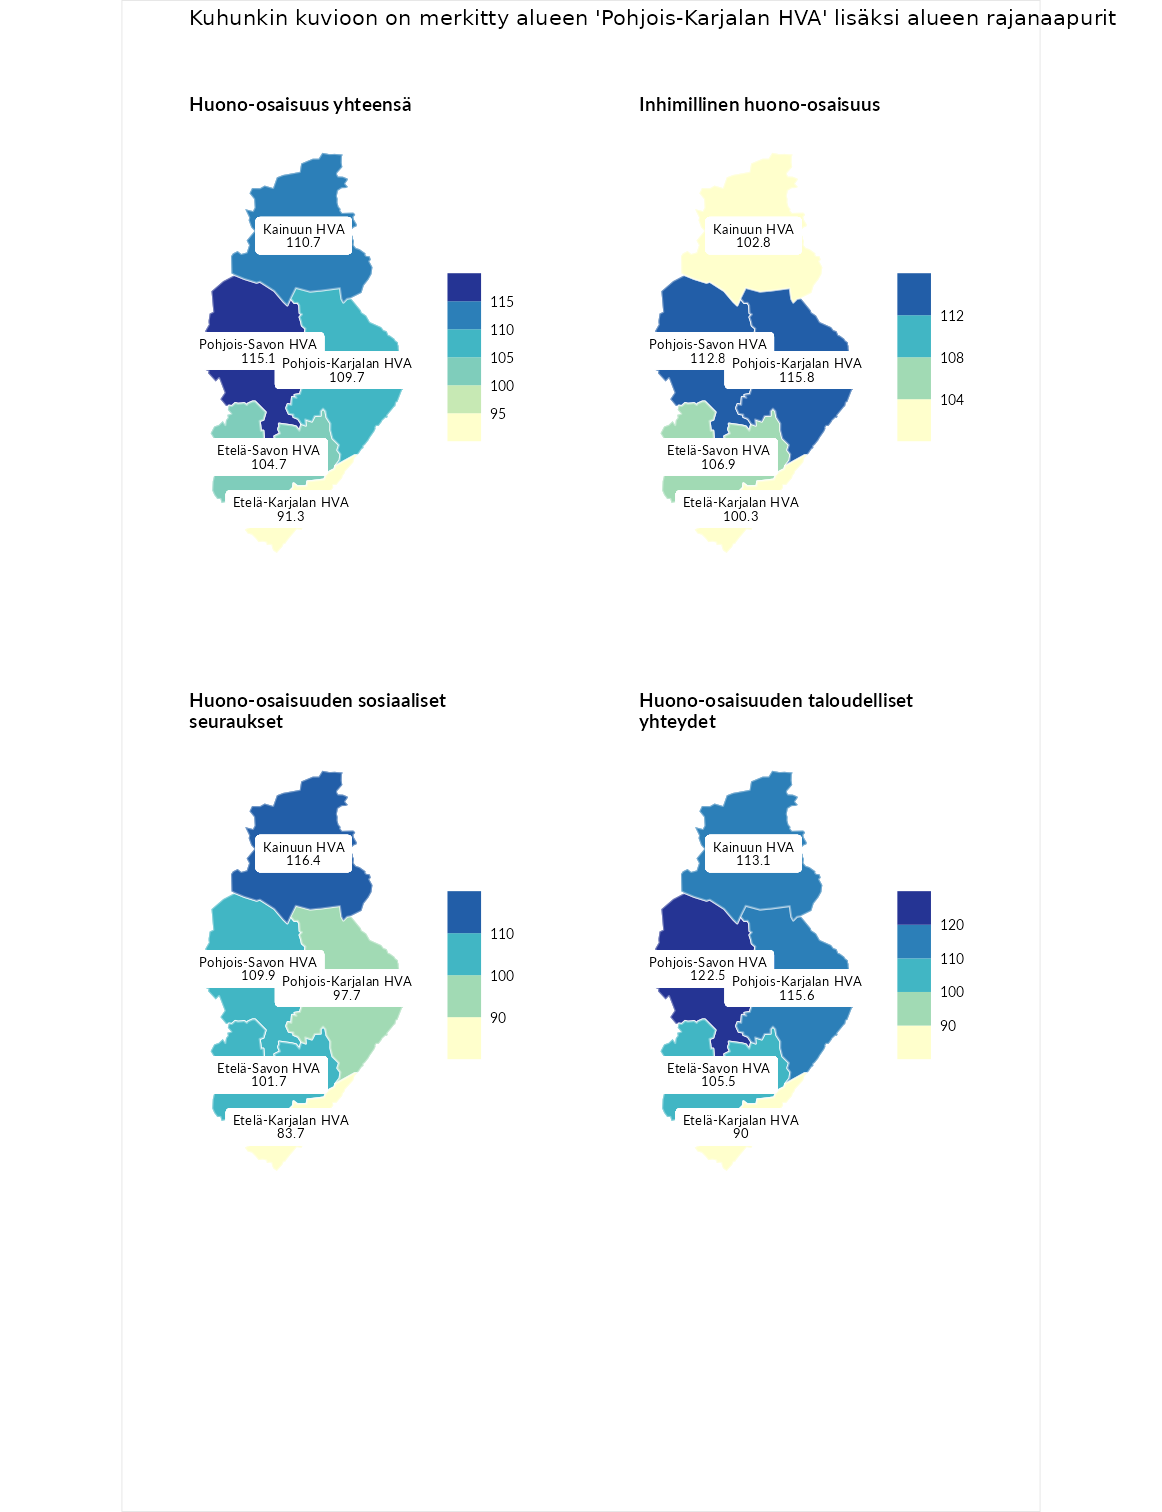 Kuhunkin kuvioon on merkitty alueen 'Pohjois-Karjalan HVA' lisäksi alueen rajanaapurit
Huono-osaisuus yhteensä
Kainuun HVA
110.7
Pohjois-Savon HVA
115.1
Pohjois-Karjalan HVA
109.7
Etelä-Savon HVA
104.7
Etelä-Karjalan HVA
91.3
115
110
105
100
95
Inhimillinen huono-osaisuus
Kainuun HVA
102.8
Pohjois-Savon HVA
112.8
Pohjois-Karjalan HVA
115.8
Etelä-Savon HVA
106.9
Etelä-Karjalan HVA
100.3
112
108
104
Huono-osaisuuden sosiaaliset
seuraukset
Kainuun HVA
116.4
Pohjois-Savon HVA
109.9
Pohjois-Karjalan HVA
97.7
Etelä-Savon HVA
101.7
Etelä-Karjalan HVA
83.7
110
100
90
Huono-osaisuuden taloudelliset
yhteydet
Kainuun HVA
113.1
Pohjois-Savon HVA
122.5
Pohjois-Karjalan HVA
115.6
Etelä-Savon HVA
105.5
Etelä-Karjalan HVA
90
120
110
100
90